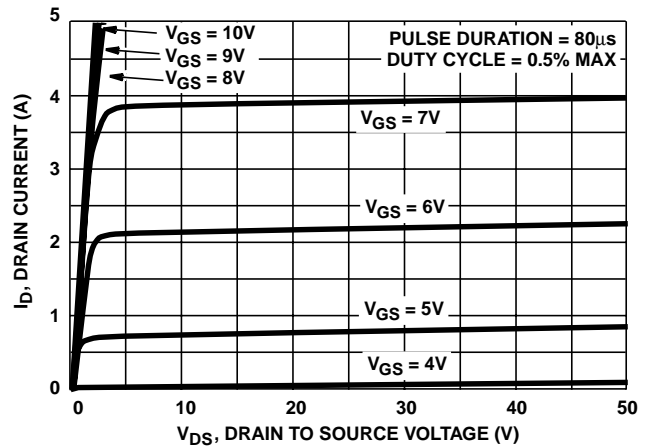 5
4
3
2
1
0
I_D, DRAIN CURRENT (A)
V_GS = 10V
V_GS = 9V
V_GS = 8V
PULSE DURATION = 80μs
DUTY CYCLE = 0.5% MAX
V_GS = 7V
V_GS = 6V
V_GS = 5V
V_GS = 4V
0 10 20 30 40 50
V_DS, DRAIN TO SOURCE VOLTAGE (V)